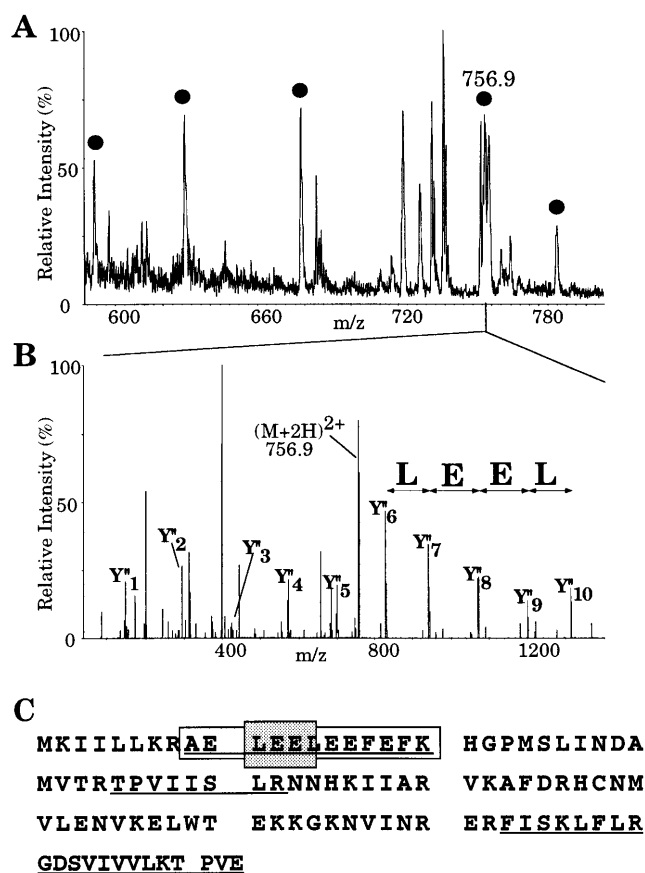 A
100
50
0
Relative Intensity (%)
756.9
600 660 720 780
m/z
B
100
50
0
Relative Intensity (%)
(M+2H)2+
756.9
L E E L
Y"1
Y"2
Y"3
Y"4
Y"5
Y"6
Y"7
Y"8
Y"9
Y"10
400 800 1200
m/z
C
MKIILLKRAE LEELEEFEFK HGPMSLINDA
MVTRTPVIIS LRNNHKIIAR VKAFDRHCNM
VLENVKELWT EKKGKNVINR ERFISKLFLR
GDSVIVVLKT PVE